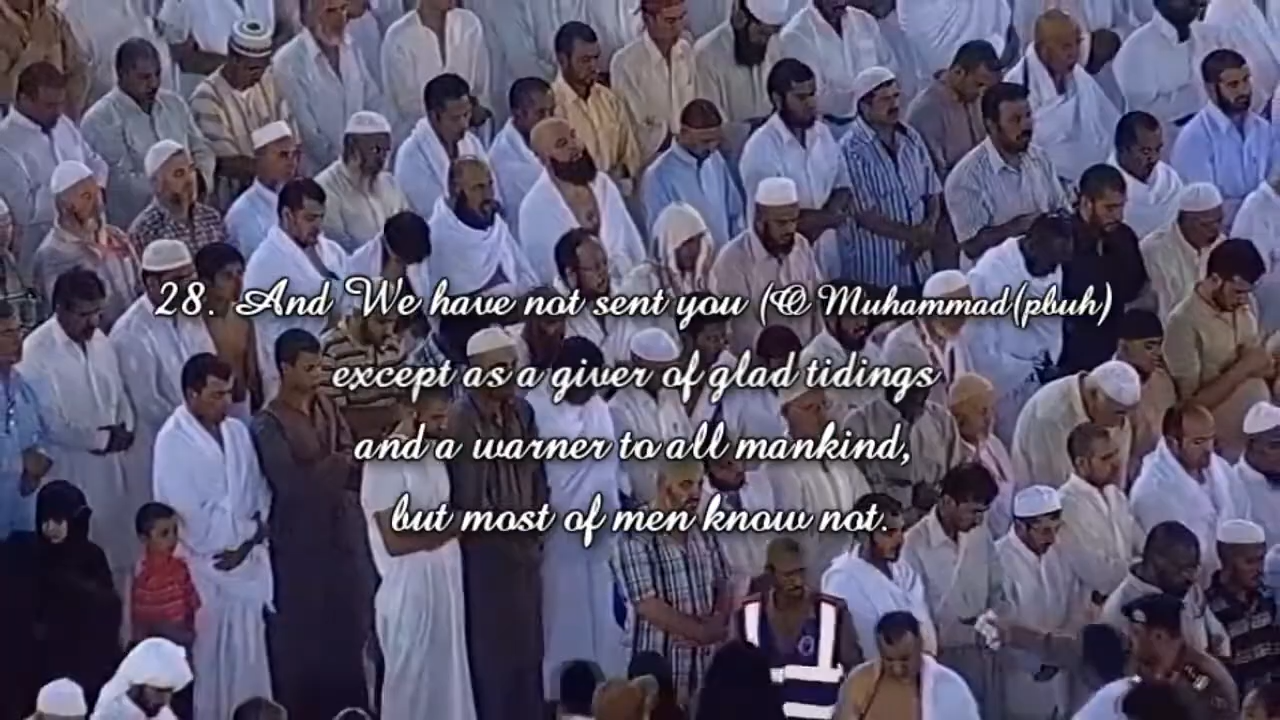 28. And We have not sent you (O Muhammad(pbuh)
except as a giver of glad tidings
and a warner to all mankind,
but most of men know not.